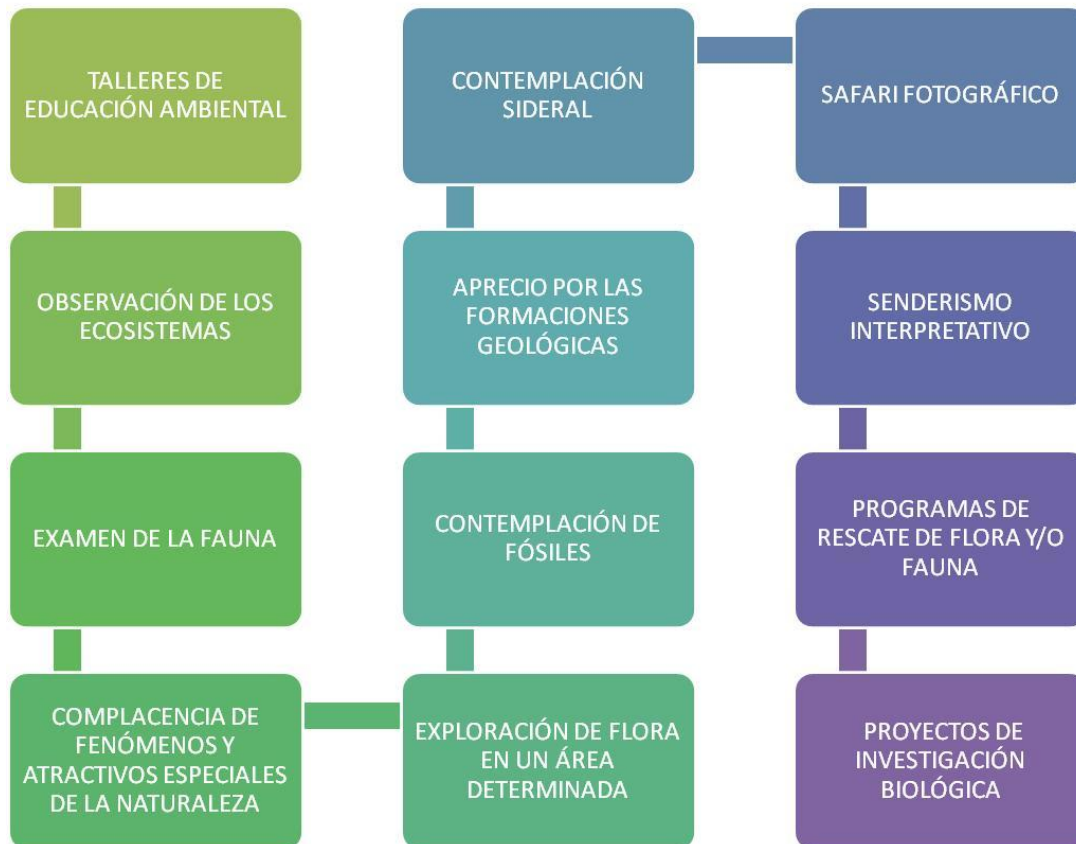 TALLERES DE
EDUCACIÓN AMBIENTAL
OBSERVACIÓN DE LOS
ECOSISTEMAS
EXAMEN DE LA FAUNA
COMPLACENCIA DE
FENÓMENOS Y
ATRACTIVOS ESPECIALES
DE LA NATURALEZA
EXPLORACIÓN DE FLORA
EN UN ÁREA
DETERMINADA
CONTEMPLACIÓN DE
FÓSILES
APRECIO POR LAS
FORMACIONES
GEOLÓGICAS
CONTEMPLACIÓN
SIDERAL
SAFARI FOTOGRÁFICO
SENDERISMO
INTERPRETATIVO
PROGRAMAS DE
RESCATE DE FLORA Y/O
FAUNA
PROYECTOS DE
INVESTIGACIÓN
BIOLÓGICA